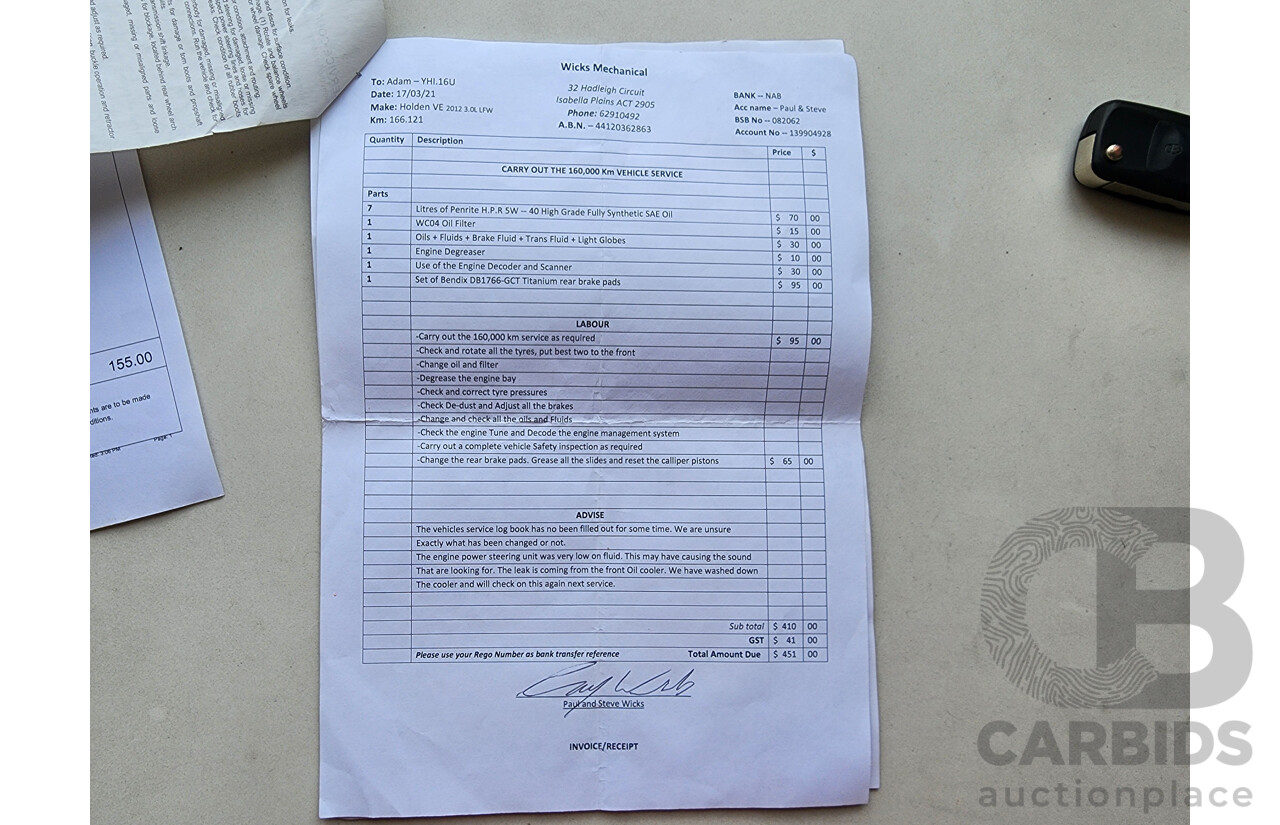 Wicks Mechanical
To: Adam – YHI.16U
Date: 17/03/21
Make: Holden VE 2012 3.0L LFW
Km: 166.121
32 Hadleigh Circuit
Isabella Plains ACT 2905
Phone: 62910492
A.B.N. – 44120362863
BANK -- NAB
Acc name – Paul & Steve
BSB No -- 082062
Account No -- 139904928
Quantity Description Price $
CARRY OUT THE 160,000 Km VEHICLE SERVICE
Parts
7 Litres of Penrite H.P.R 5W – 40 High Grade Fully Synthetic SAE Oil $ 70 00
1 WC04 Oil Filter $ 15 00
1 Oils + Fluids + Brake Fluid + Trans Fluid + Light Globes $ 30 00
1 Engine Degreaser $ 10 00
1 Use of the Engine Decoder and Scanner $ 30 00
1 Set of Bendix DB1766-GCT Titanium rear brake pads $ 95 00
LABOUR
-Carry out the 160,000 km service as required $ 95 00
-Check and rotate all the tyres, put best two to the front
-Change oil and filter
-Degrease the engine bay
-Check and correct tyre pressures
-Check De-dust and Adjust all the brakes
-Change and check all the oils and Fluids
-Check the engine Tune and Decode the engine management system
-Carry out a complete vehicle Safety inspection as required
-Change the rear brake pads. Grease all the slides and reset the calliper pistons $ 65 00
ADVISE
The vehicles service log book has no been filled out for some time. We are unsure
Exactly what has been changed or not.
The engine power steering unit was very low on fluid. This may have causing the sound
That are looking for. The leak is coming from the front Oil cooler. We have washed down
The cooler and will check on this again next service.
Sub total $ 410 00
GST $ 41 00
Please use your Rego Number as bank transfer reference Total Amount Due $ 451 00
Paul and Steve Wicks
INVOICE/RECEIPT
155.00
nts are to be made
ditions.
Page 1
CB
CARBIDS
auctionplace